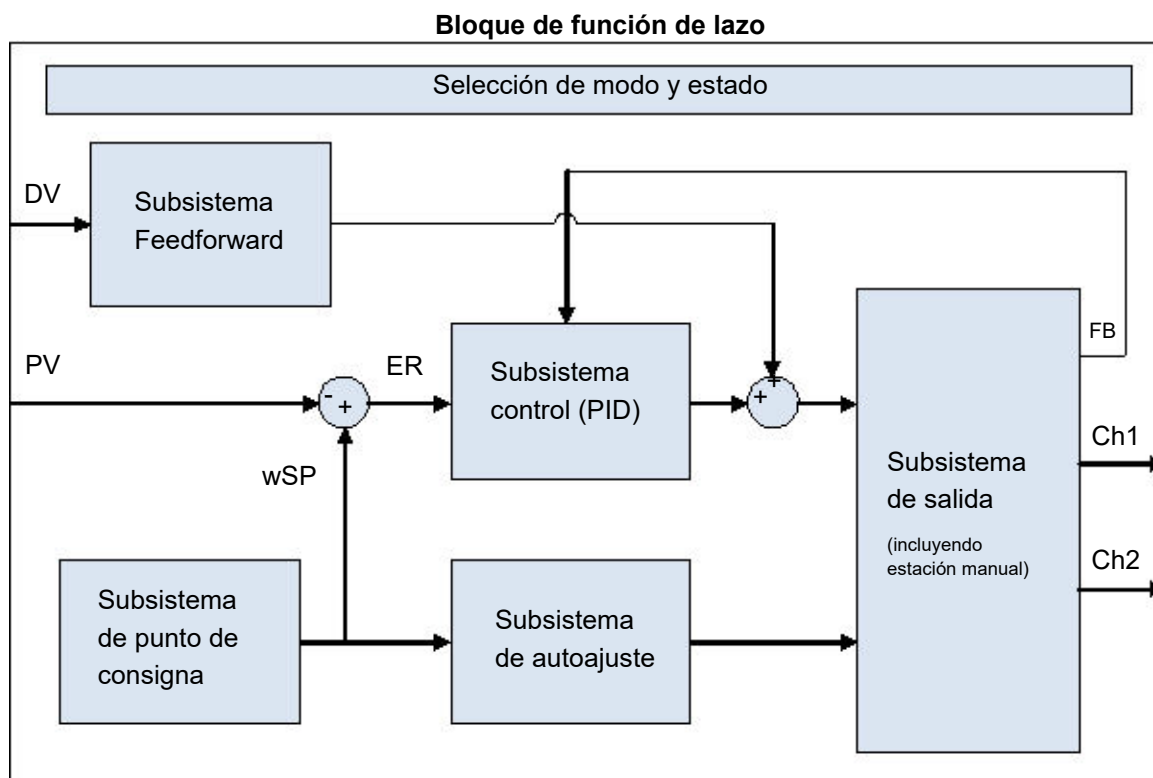 Bloque de función de lazo
Selección de modo y estado
DV
Subsistema
Feedforward
FB
PV
ER
Subsistema
control (PID)
-
+
+
+
Ch1
wSP
Subsistema
de salida
(incluyendo
estación manual)
Ch2
Subsistema
de punto de
consigna
Subsistema
de autoajuste